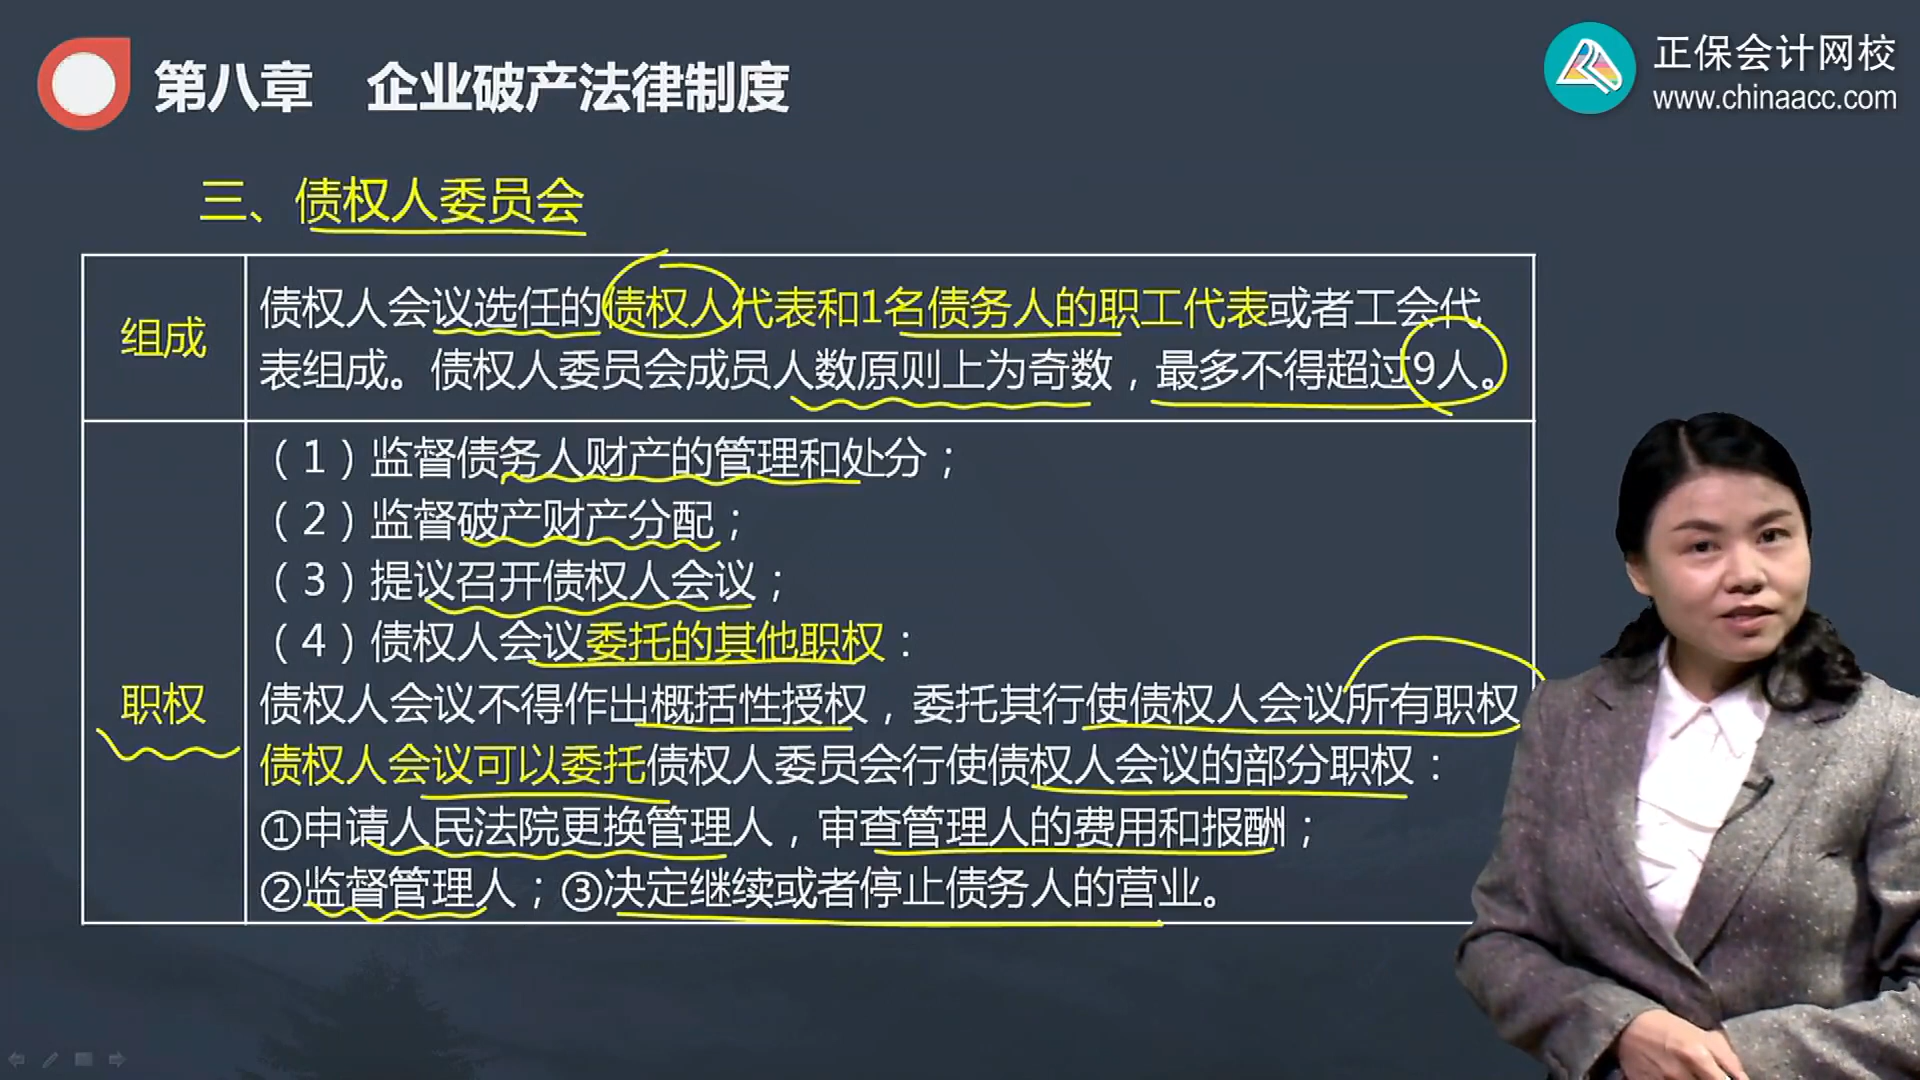 第八章 企业破产法律制度
正保会计网校
www.chinaacc.com
三、债权人委员会
组成
债权人会议选任的债权人代表和1名债务人的职工代表或者工会代
表组成。债权人委员会成员人数原则上为奇数，最多不得超过9人。
职权
（1）监督债务人财产的管理和处分；
（2）监督破产财产分配；
（3）提议召开债权人会议；
（4）债权人会议委托的其他职权：
债权人会议不得作出概括性授权，委托其行使债权人会议所有职权
债权人会议可以委托债权人委员会行使债权人会议的部分职权：
①申请人民法院更换管理人，审查管理人的费用和报酬；
②监督管理人；③决定继续或者停止债务人的营业。